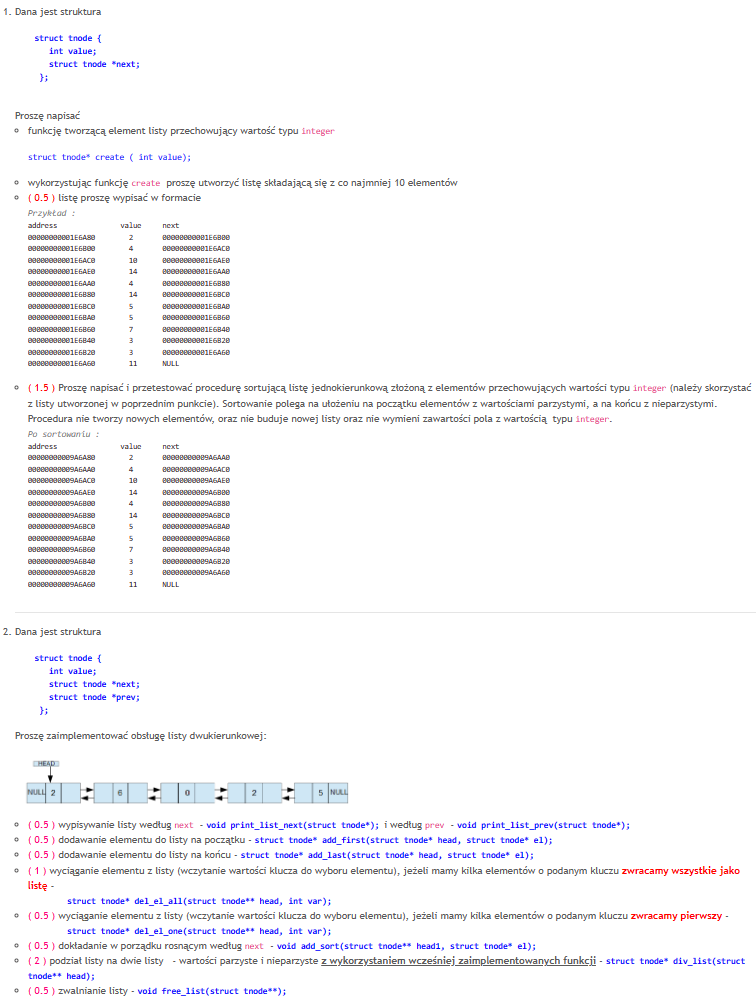 1. Dana jest struktura
struct tnode {
int value;
struct tnode *next;
};
Proszę napisać
funkcję tworzącą element listy przechowujący wartość typu integer
struct tnode* create ( int value);
wykorzystując funkcję create proszę utworzyć listę składającą się z co najmniej 10 elementów
( 0.5 ) listę proszę wypisać w formacie
Przykład :
address value next
00000000001E6A80 2 00000000001E6B00
00000000001E6B00 4 00000000001E6AC0
00000000001E6AC0 10 00000000001E6AE0
00000000001E6AE0 14 00000000001E6AA0
00000000001E6AA0 4 00000000001E6B80
00000000001E6B80 14 00000000001E6BC0
00000000001E6BC0 5 00000000001E6BA0
00000000001E6BA0 5 00000000001E6B60
00000000001E6B60 7 00000000001E6B40
00000000001E6B40 3 00000000001E6B20
00000000001E6B20 3 00000000001E6A60
00000000001E6A60 11 NULL
( 1.5 ) Proszę napisać i przetestować procedurę sortującą listę jednokierunkową złożoną z elementów przechowujących wartości typu integer (należy skorzystać
z listy utworzonej w poprzednim punkcie). Sortowanie polega na ułożeniu na początku elementów z wartościami parzystymi, a na końcu z nieparzystymi.
Procedura nie tworzy nowych elementów, oraz nie buduje nowej listy oraz nie wymieni zawartości pola z wartością typu integer.
Po sortowaniu :
address value next
00000000009A6A80 2 00000000009A6AA0
00000000009A6AA0 4 00000000009A6AC0
00000000009A6AC0 10 00000000009A6AE0
00000000009A6AE0 14 00000000009A6B00
00000000009A6B00 4 00000000009A6B80
00000000009A6B80 14 00000000009A6BC0
00000000009A6BC0 5 00000000009A6BA0
00000000009A6BA0 5 00000000009A6B60
00000000009A6B60 7 00000000009A6B40
00000000009A6B40 3 00000000009A6B20
00000000009A6B20 3 00000000009A6A60
00000000009A6A60 11 NULL
2. Dana jest struktura
struct tnode {
int value;
struct tnode *next;
struct tnode *prev;
};
Proszę zaimplementować obsługę listy dwukierunkowej:
HEAD
NULL 2 6 0 2 5 NULL
( 0.5 ) wypisywanie listy według next - void print_list_next(struct tnode*); i według prev - void print_list_prev(struct tnode*);
( 0.5 ) dodawanie elementu do listy na początku - struct tnode* add_first(struct tnode* head, struct tnode* el);
( 0.5 ) dodawanie elementu do listy na końcu - struct tnode* add_last(struct tnode* head, struct tnode* el);
( 1 ) wyciąganie elementu z listy (wczytanie wartości klucza do wyboru elementu), jeżeli mamy kilka elementów o podanym kluczu zwracamy wszystkie jako
listę -
struct tnode* del_el_all(struct tnode** head, int var);
( 0.5 ) wyciąganie elementu z listy (wczytanie wartości klucza do wyboru elementu), jeżeli mamy kilka elementów o podanym kluczu zwracamy pierwszy -
struct tnode* del_el_one(struct tnode** head, int var);
( 0.5 ) dokładanie w porządku rosnącym według next - void add_sort(struct tnode** head1, struct tnode* el);
( 2 ) podział listy na dwie listy - wartości parzyste i nieparzyste z wykorzystaniem wcześniej zaimplementowanych funkcji - struct tnode* div_list(struct
tnode** head);
( 0.5 ) zwalnianie listy - void free_list(struct tnode**);